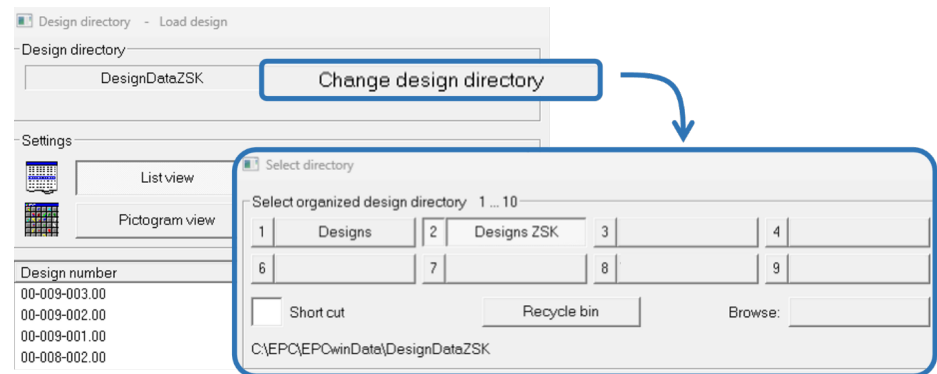 Design directory - Load design
Design directory
DesignDataZSK
Change design directory
Settings
List view
Pictogram view
Design number
00-009-003.00
00-009-002.00
00-009-001.00
00-008-002.00
Select directory
Select organized design directory 1 ... 10
1 Designs 2 Designs ZSK 3 4
6 7 8 9
Short cut Recycle bin Browse:
C:\EPC\EPCwinData\DesignDataZSK